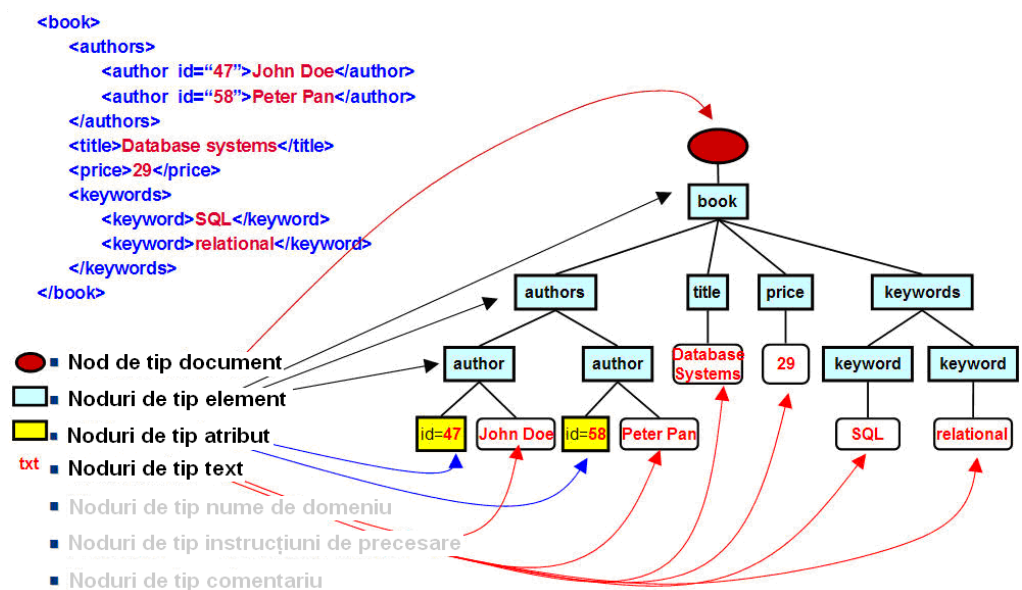 <book>
<authors>
<author id=“47”>John Doe</author>
<author id=“58”>Peter Pan</author>
</authors>
<title>Database systems</title>
<price>29</price>
<keywords>
<keyword>SQL</keyword>
<keyword>relational</keyword>
</keywords>
</book>
book
authors
title
price
keywords
author
author
Database
Systems
29
keyword
keyword
id=47
John Doe
id=58
Peter Pan
SQL
relational
Nod de tip document
Noduri de tip element
Noduri de tip atribut
txt Noduri de tip text
Noduri de tip nume de domeniu
Noduri de tip instrucțiuni de precesare
Noduri de tip comentariu